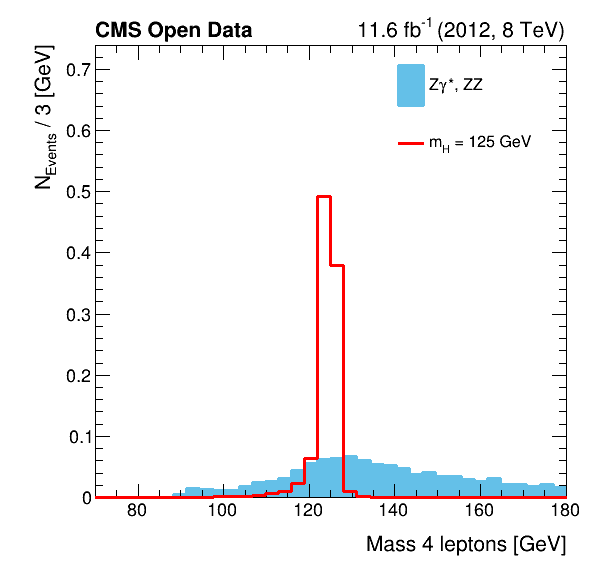 CMS Open Data 11.6 fb⁻¹ (2012, 8 TeV)
N_Events / 3 [GeV]
0.7
0.6
0.5
0.4
0.3
0.2
0.1
0
Zγ*, ZZ
m_H = 125 GeV
80 100 120 140 160 180
Mass 4 leptons [GeV]